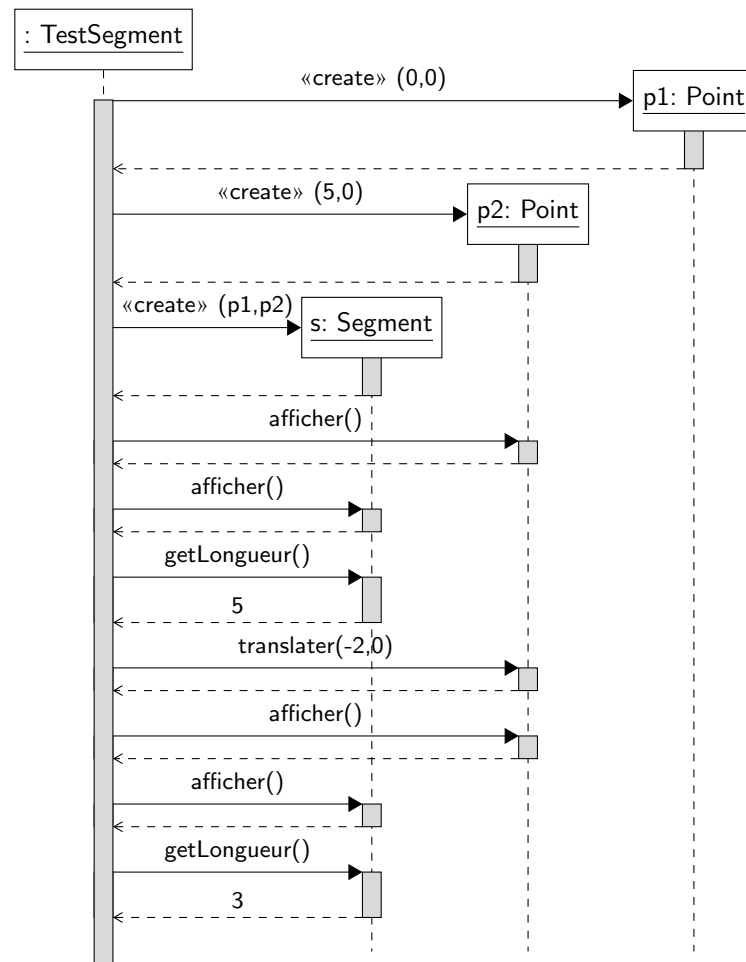 : TestSegment
«create» (0,0)
p1: Point
«create» (5,0)
p2: Point
«create» (p1,p2)
s: Segment
afficher()
afficher()
getLongueur()
5
translater(-2,0)
afficher()
afficher()
getLongueur()
3